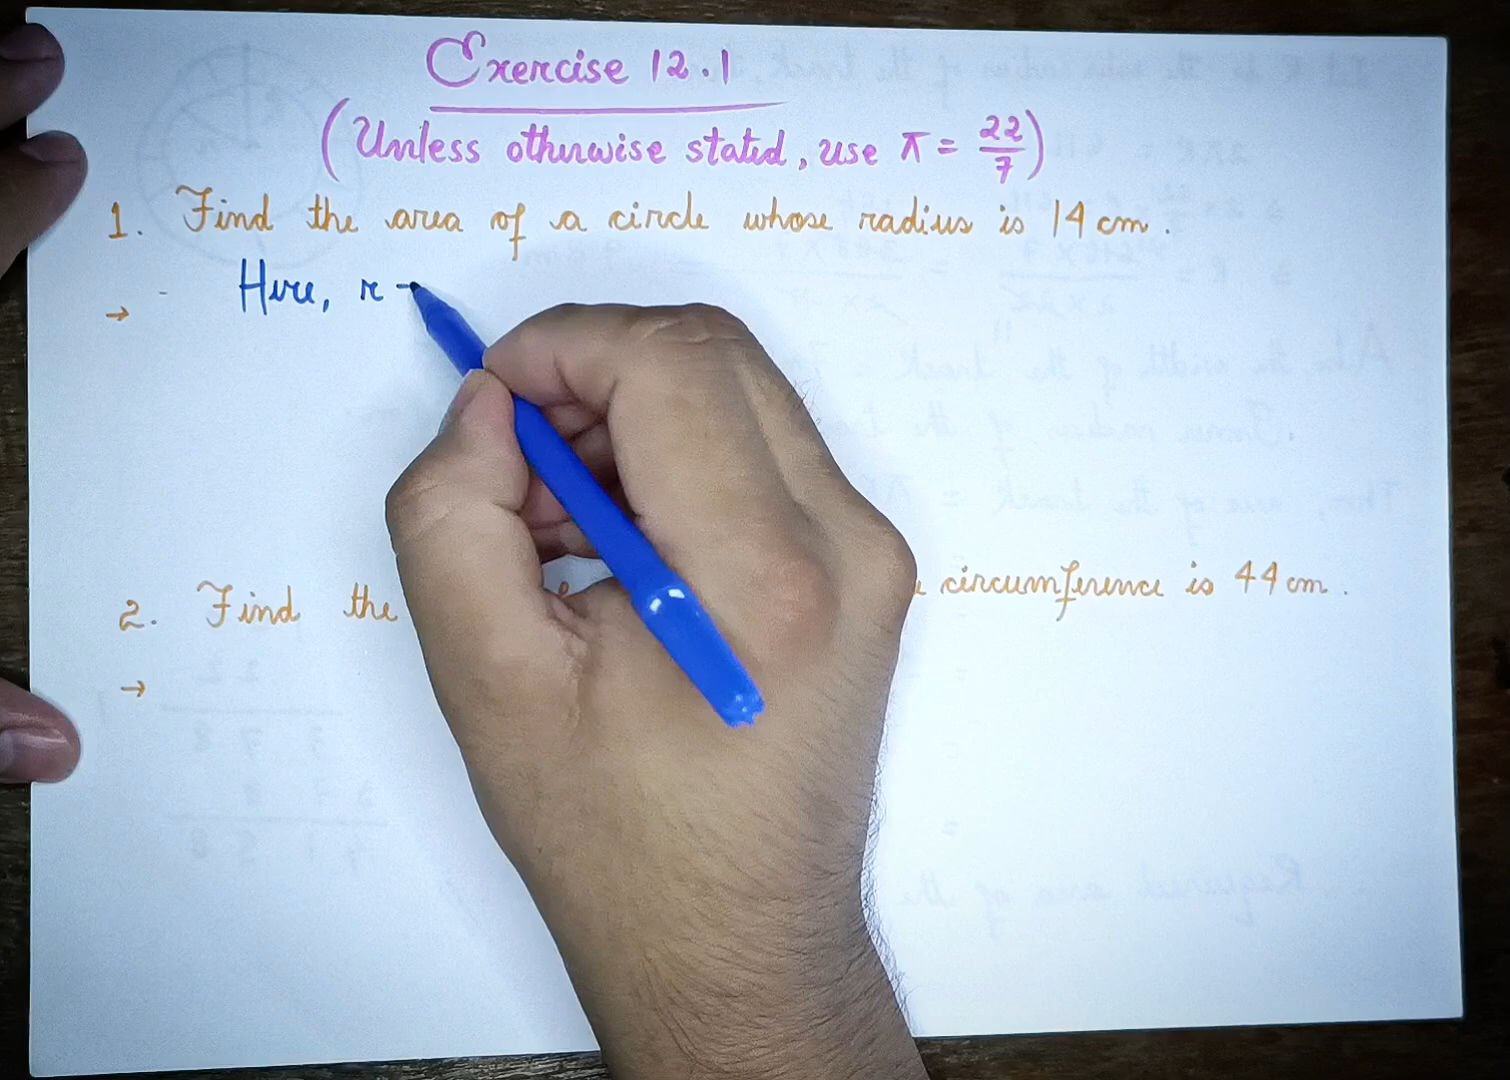 Exercise 12.1
(Unless otherwise stated, use π = 22/7)
1. Find the area of a circle whose radius is 14 cm.
→ Here, r -
2. Find the circumference is 44 cm.
→